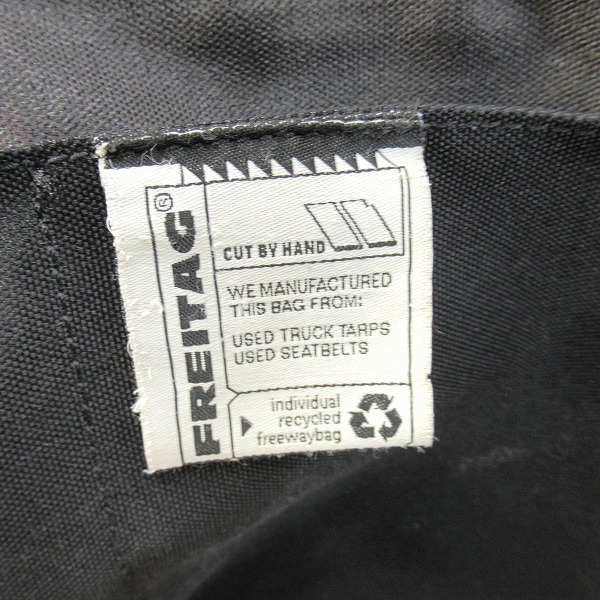 FREITAG®
CUT BY HAND
WE MANUFACTURED
THIS BAG FROM:
USED TRUCK TARPS
USED SEATBELTS
individual
recycled
freewaybag